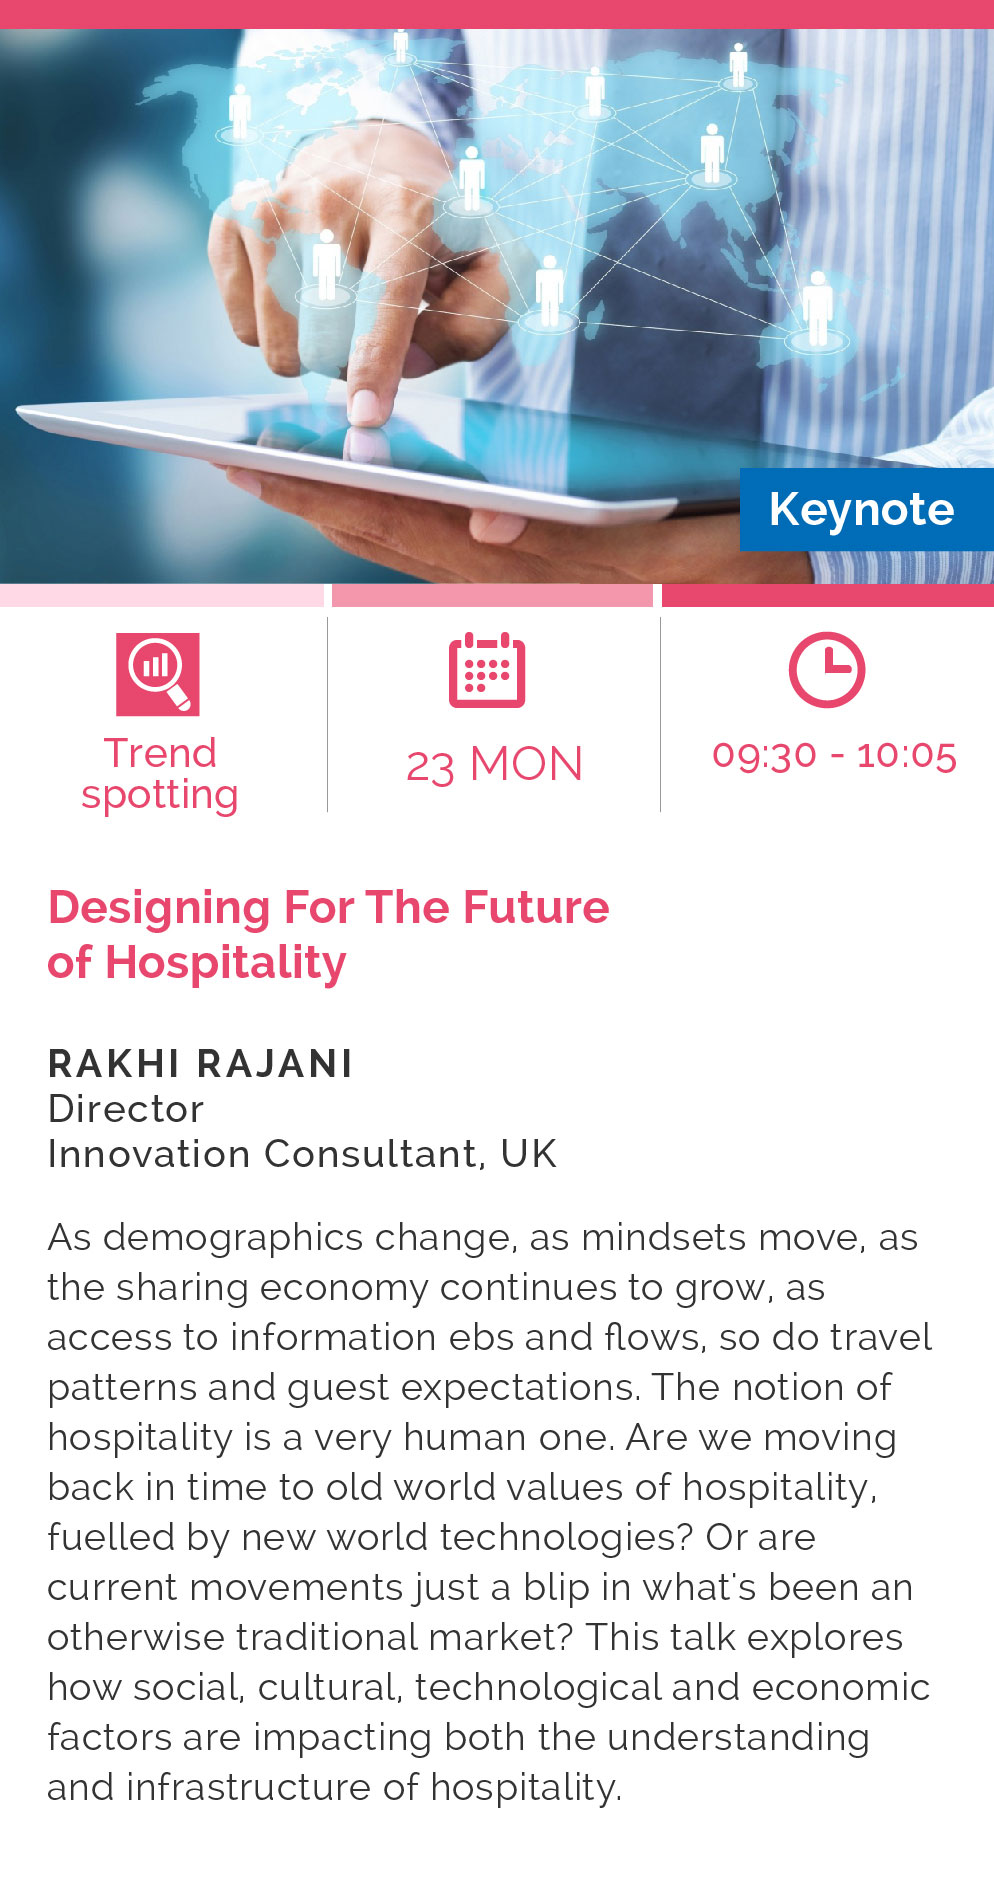 Keynote
Trend
spotting
23 MON
09:30 - 10:05
Designing For The Future
of Hospitality
RAKHI RAJANI
Director
Innovation Consultant, UK
As demographics change, as mindsets move, as
the sharing economy continues to grow, as
access to information ebs and flows, so do travel
patterns and guest expectations. The notion of
hospitality is a very human one. Are we moving
back in time to old world values of hospitality,
fuelled by new world technologies? Or are
current movements just a blip in what's been an
otherwise traditional market? This talk explores
how social, cultural, technological and economic
factors are impacting both the understanding
and infrastructure of hospitality.